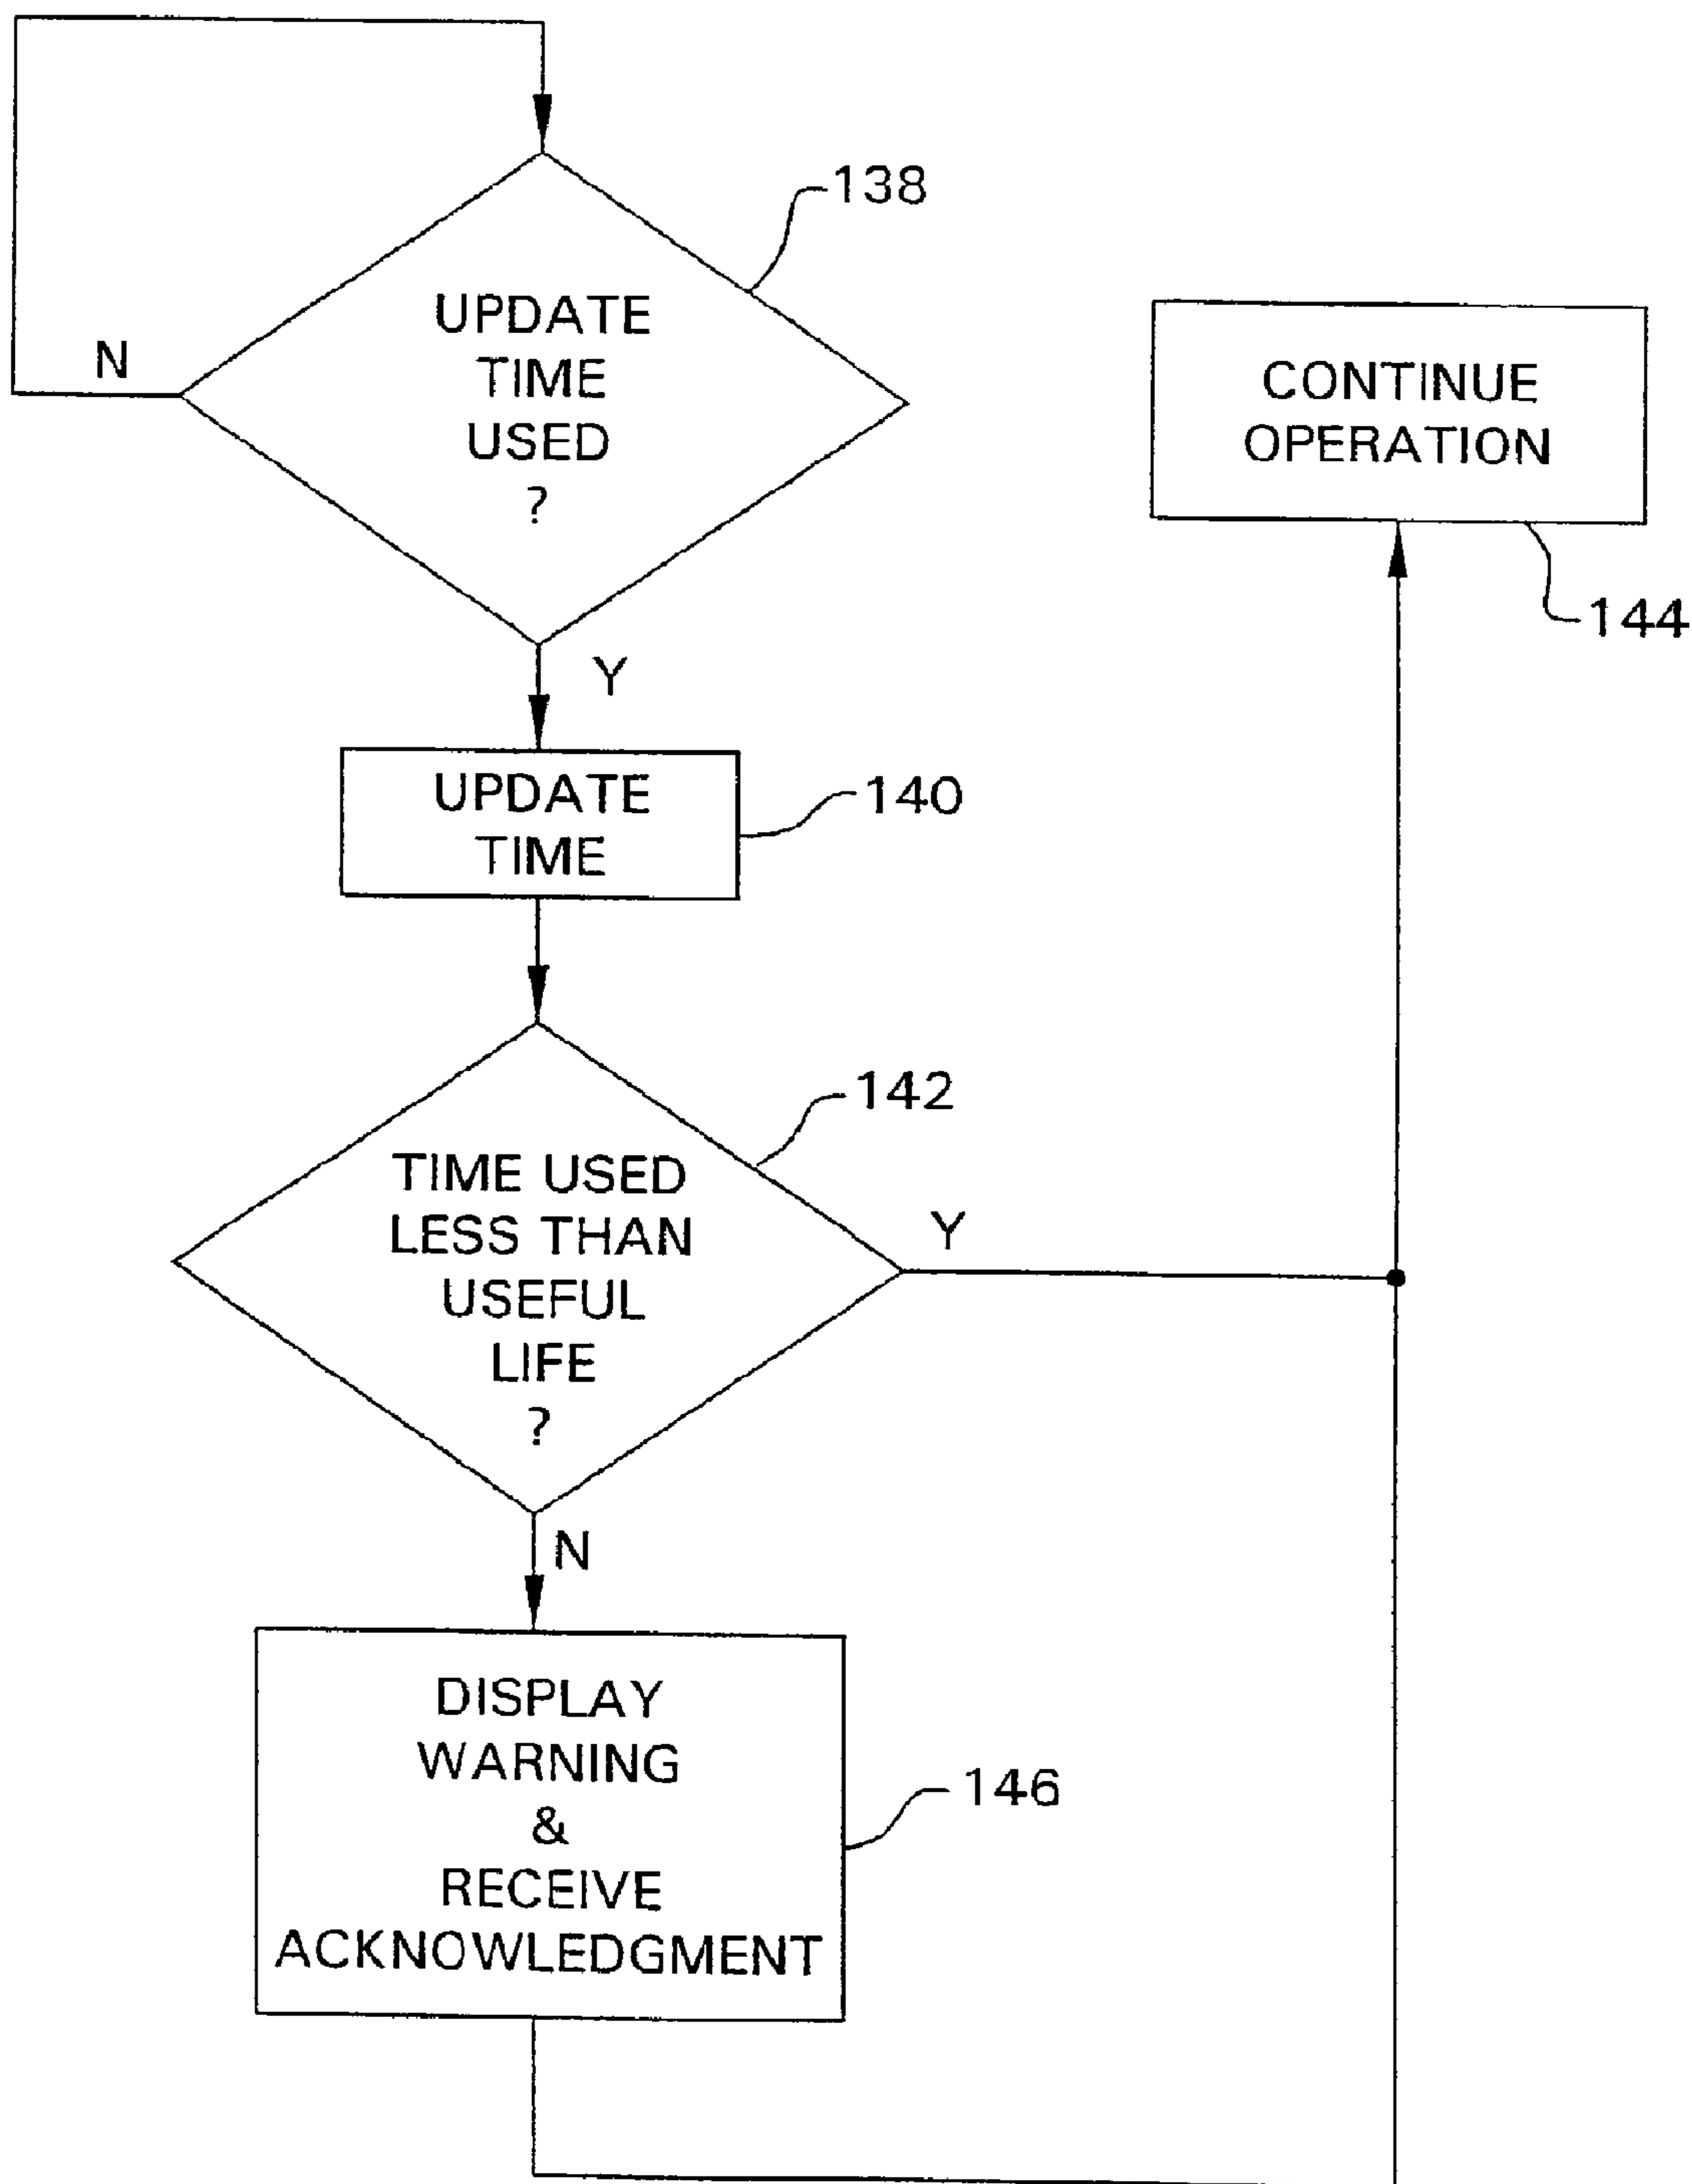 138
UPDATE
TIME
USED
?
N
Y
CONTINUE
OPERATION
144
UPDATE
TIME
140
142
TIME USED
LESS THAN
USEFUL
LIFE
?
Y
N
DISPLAY
WARNING
&
RECEIVE
ACKNOWLEDGMENT
146